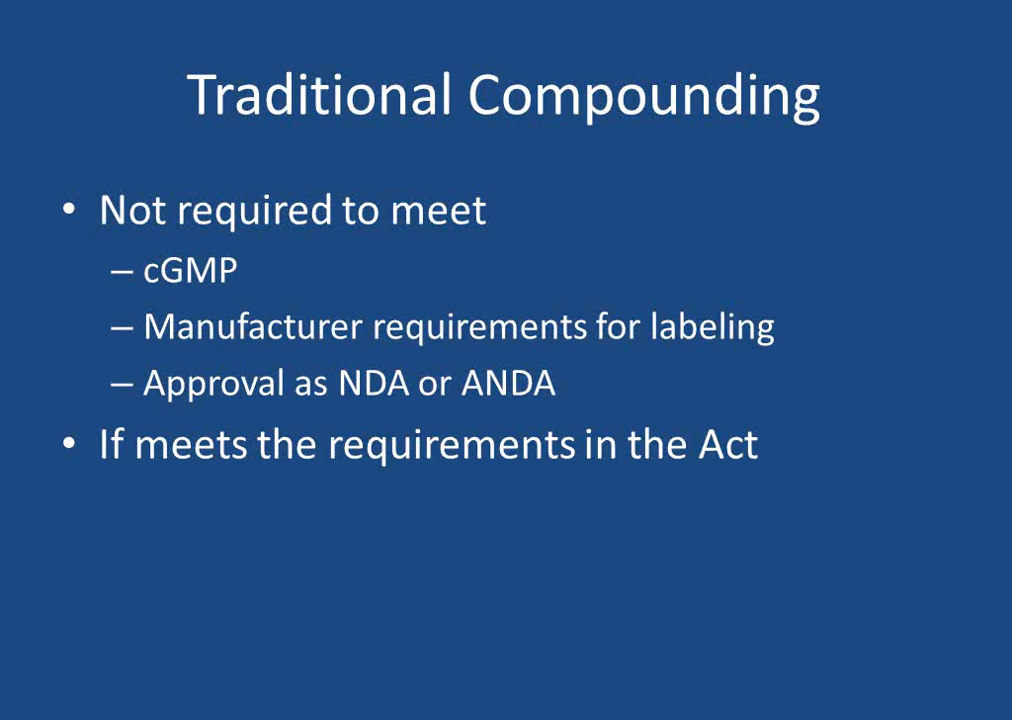 Traditional Compounding
• Not required to meet
– cGMP
– Manufacturer requirements for labeling
– Approval as NDA or ANDA
• If meets the requirements in the Act